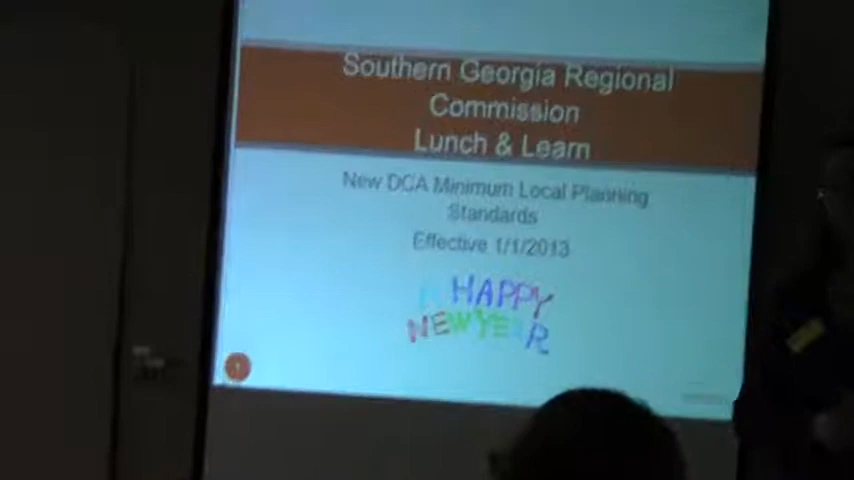 Southern Georgia Regional
Commission
Lunch & Learn
New DCA Minimum Local Planning
Standards
Effective 1/1/2013
HAPPY
NEW YEAR